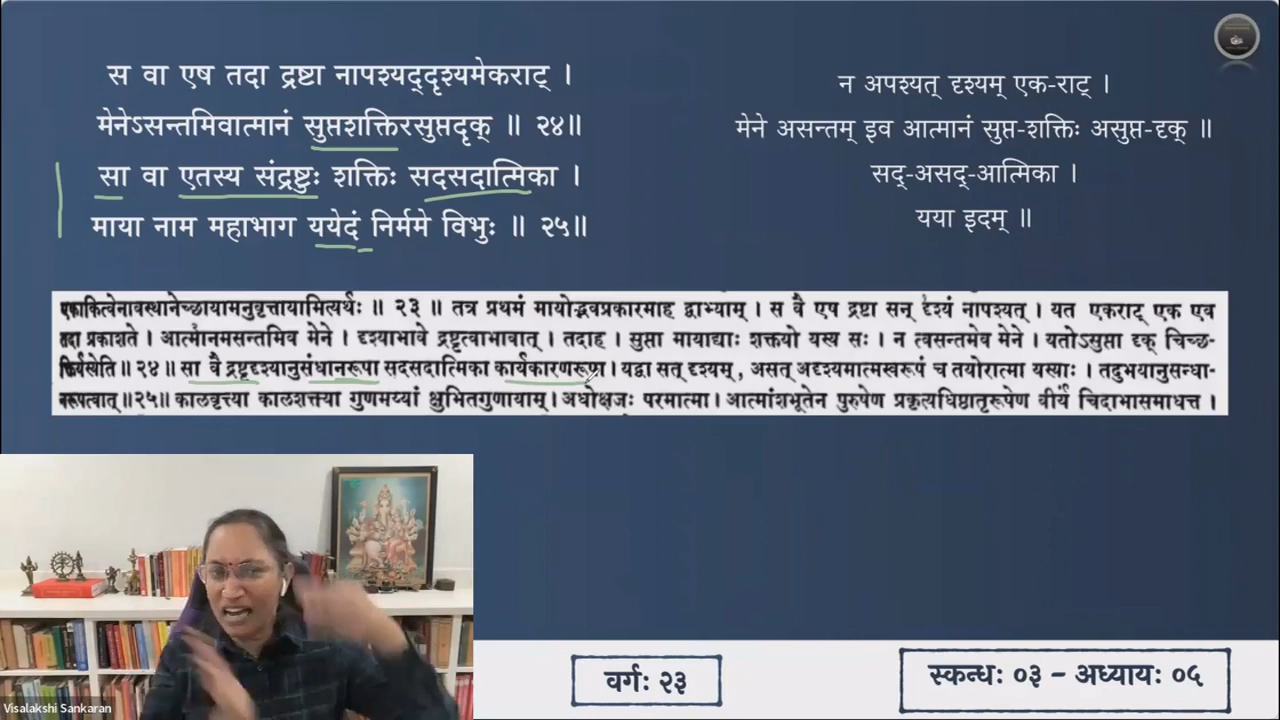 स वा एष तदा द्रष्टा नापश्यद्दृश्यमेकराट् ।
मेनेऽसन्तमिवात्मानं सुप्तशक्तिरसुप्तदृक् ॥ २४॥
सा वा एतस्य संद्रष्टुः शक्तिः सदसदात्मिका ।
माया नाम महाभाग ययेदं निर्ममे विभुः ॥ २५॥
न अपश्यत् दृश्यम् एक-राट् ।
मेने असन्तम् इव आत्मानं सुप्त-शक्तिः असुप्त-दृक् ॥
सद्-असद्-आत्मिका ।
यया इदम् ॥
एकाकित्वेनावस्थानेच्छायामनुवृत्तायामित्यर्थः ॥ २३ ॥ तत्र प्रथमं मायोद्भवप्रकारमाह द्वाभ्याम् । स वै एष द्रष्टा सन् दृश्यं नापश्यत् । यत एकराट् एक एव
तदा प्रकाशते । आत्मानमसन्तमिव मेने । दृश्याभावे द्रष्टृत्वाभावात् । तदाह । सुप्ता मायाद्याः शक्तयो यस्य सः । न त्वसन्तमेव मेने । यतोऽसुप्ता दृक् चिच्छ-
क्तिर्यस्येति ॥ २४ ॥ सा वै द्रष्टृदृश्यानुसंधानरूपा सदसदात्मिका कार्यकारणरूपा । यद्वा सत् दृश्यम् , असत् अदृश्यमात्मस्वरूपं च तयोरात्मा यस्याः । तदुभयानुसन्धा-
नरूपत्वात् ॥ २५ ॥ कालवृत्त्या कालशक्त्या गुणमय्यां क्षुभितगुणायाम् । अधोक्षजः परमात्मा । आत्मांशभूतेन पुरुषेण प्रकृत्यधिष्ठातृरूपेण वीर्यं चिदाभासमाधत्त ।
Visalakshi Sankaran
वर्गः २३
स्कन्धः ०३ – अध्यायः ०५